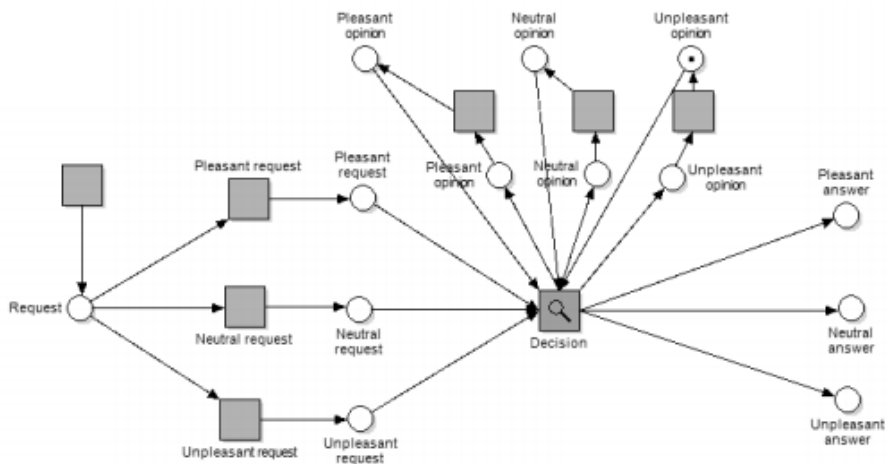 Pleasant
opinion
Neutral
opinion
Unpleasant
opinion
Pleasant request
Pleasant
request
Pleasant
opinion
Neutral
opinion
Unpleasant
opinion
Pleasant
answer
Request
Neutral request
Neutral
request
Decision
Neutral
answer
Unpleasant request
Unpleasant
request
Unpleasant
answer